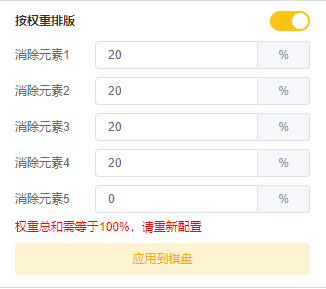 按权重排版
消除元素1 20 %
消除元素2 20 %
消除元素3 20 %
消除元素4 20 %
消除元素5 0 %
权重总和需等于100%，请重新配置
应用到棋盘